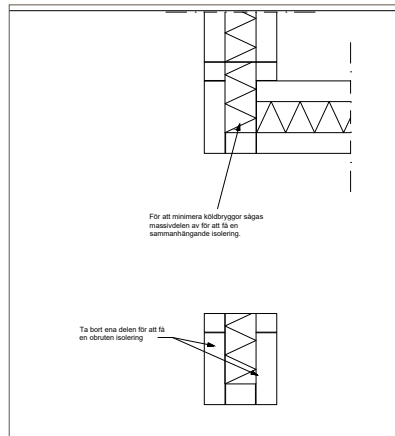 För att minimera köldbryggor sågas
massivdelen av för att få en
sammanhängande isolering.
Ta bort ena delen för att få
en obruten isolering